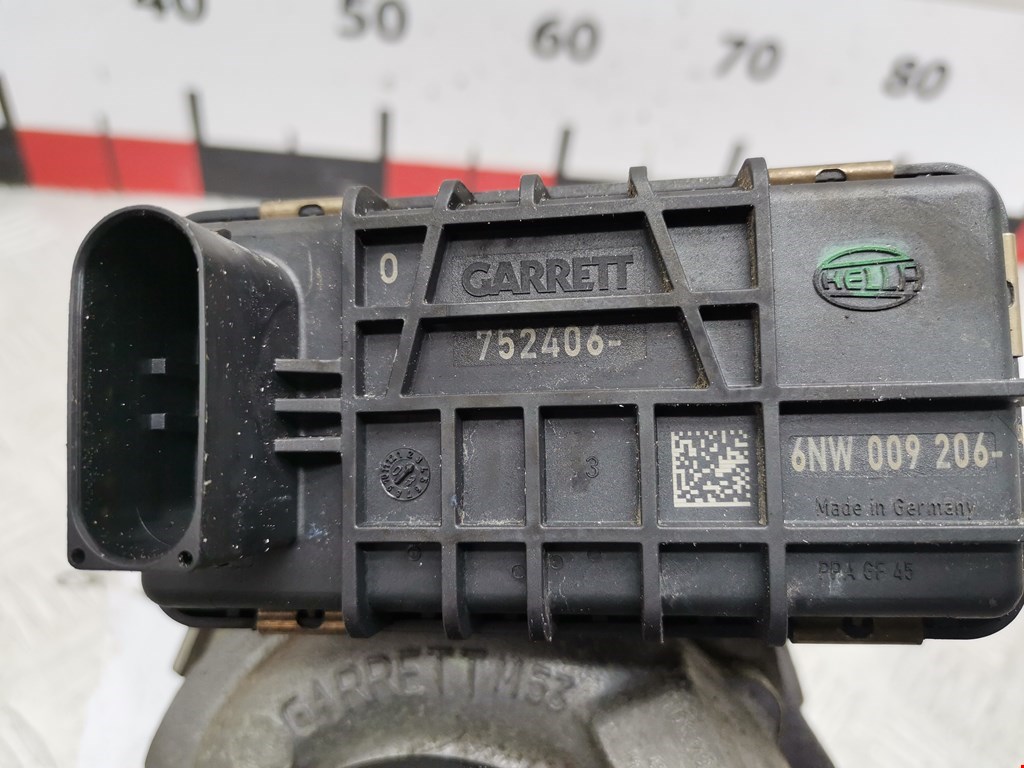 40 50 60 70 80
0
GARRETT
752406-
HELLA
3
6NW 009 206-
Made in Germany
PPA GF 45
GARRETT M53